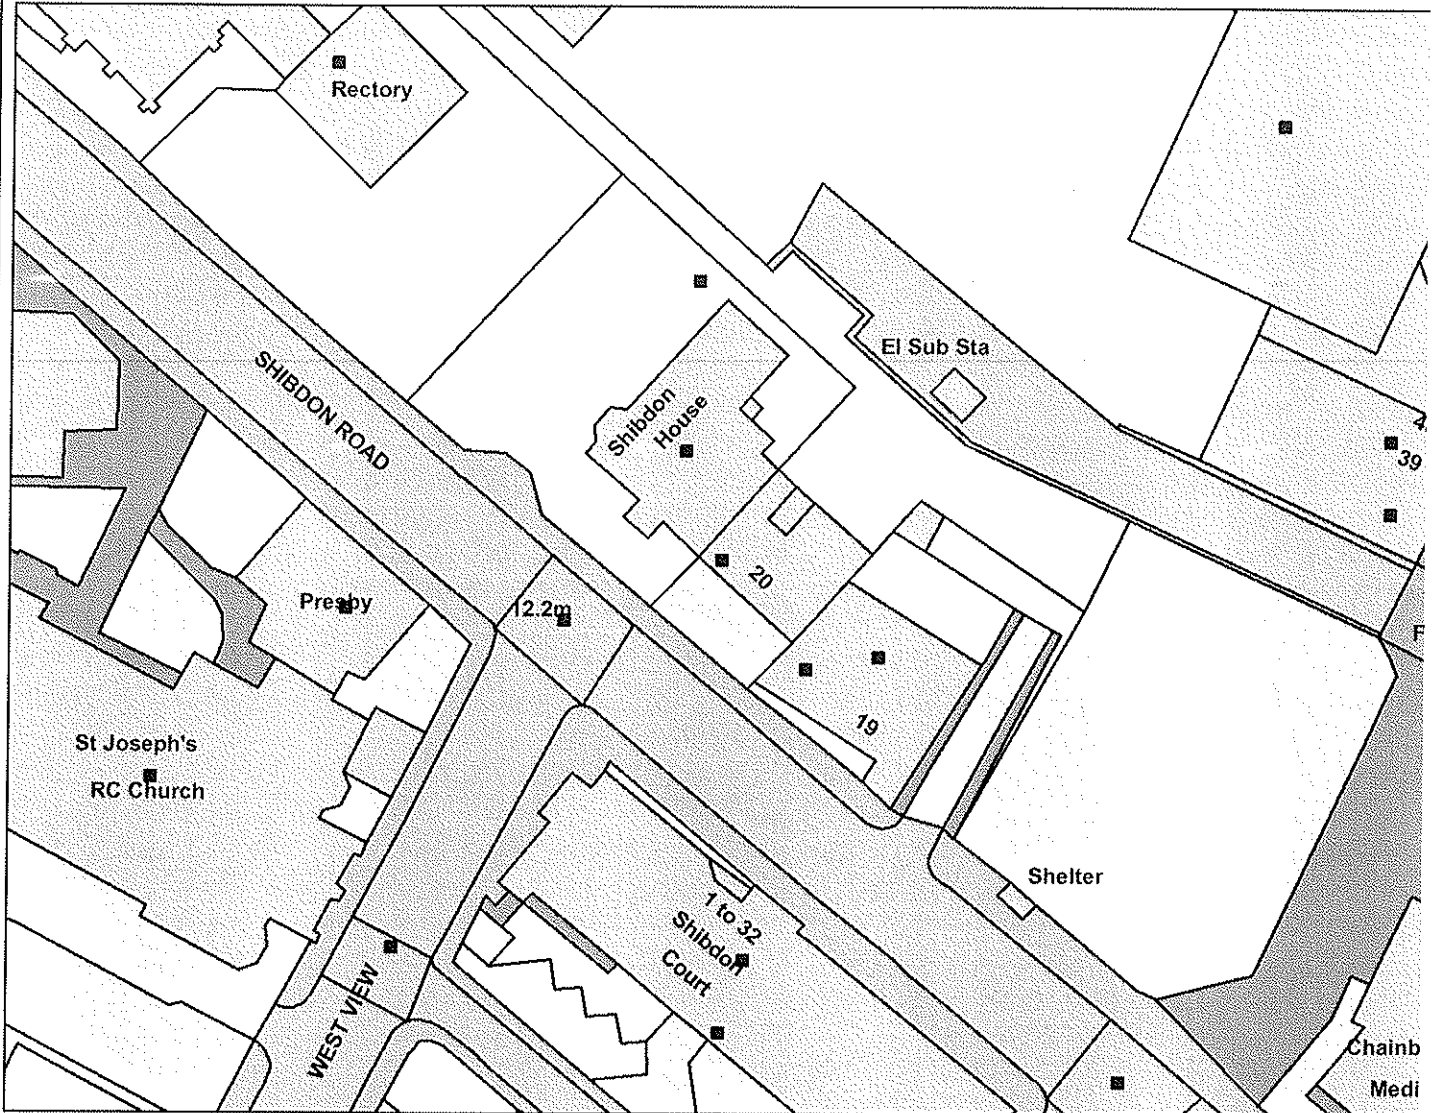 Rectory
El Sub Sta
SHIBDON ROAD
Shibdon
House
39
20
Presby
12.2m
19
St Joseph's
RC Church
Shelter
1 to 32
Shibdon
Court
WEST VIEW
Chainb
Medi